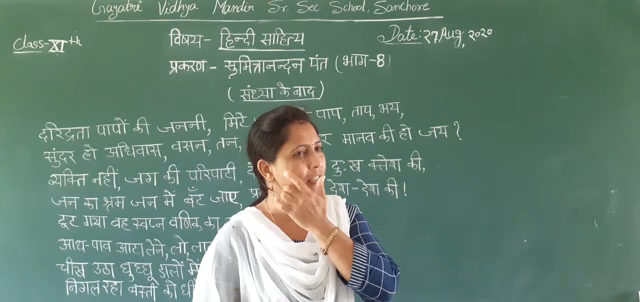 Gayatri Vidhya Mandir Sr Sec School, Sanchore
Class-XIth
विषय- हिन्दी साहित्य
Date: 27 Aug, 2020
प्रकरण- सुमित्रानन्दन पंत (भाग-8)
(संध्या के बाद)
दरिद्रता पापों की जननी, मिटें पाप, ताप, भय,
सुंदर हो अधिवास, वसन, तन, मानव की हो जय?
व्यक्ति नहीं, जग की परिपाटी दुःख क्लेश की,
जन का श्रम जन में बँट जाए, देश-देश की!
टूट गया वह स्वप्न वणिक का
आध-पाव आटा लेने, लो,
चीख उठा घुघ्घू डालों में
निगल रहा बस्ती को